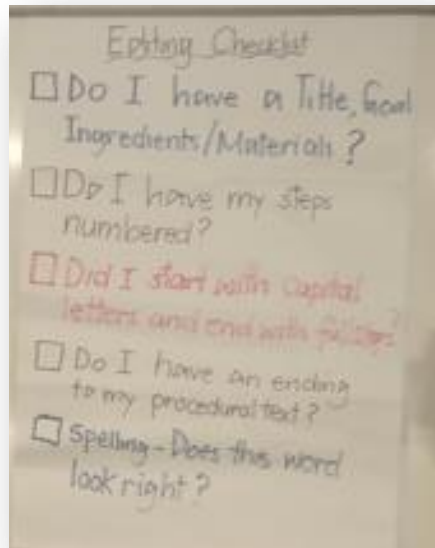 Editing Checklist
Do I have a Title, Goal
Ingredients/Materials?
Do I have my steps
numbered?
Did I start with capital
letters and end with
Do I have an ending
to my procedural text?
Spelling - Does this word
look right?